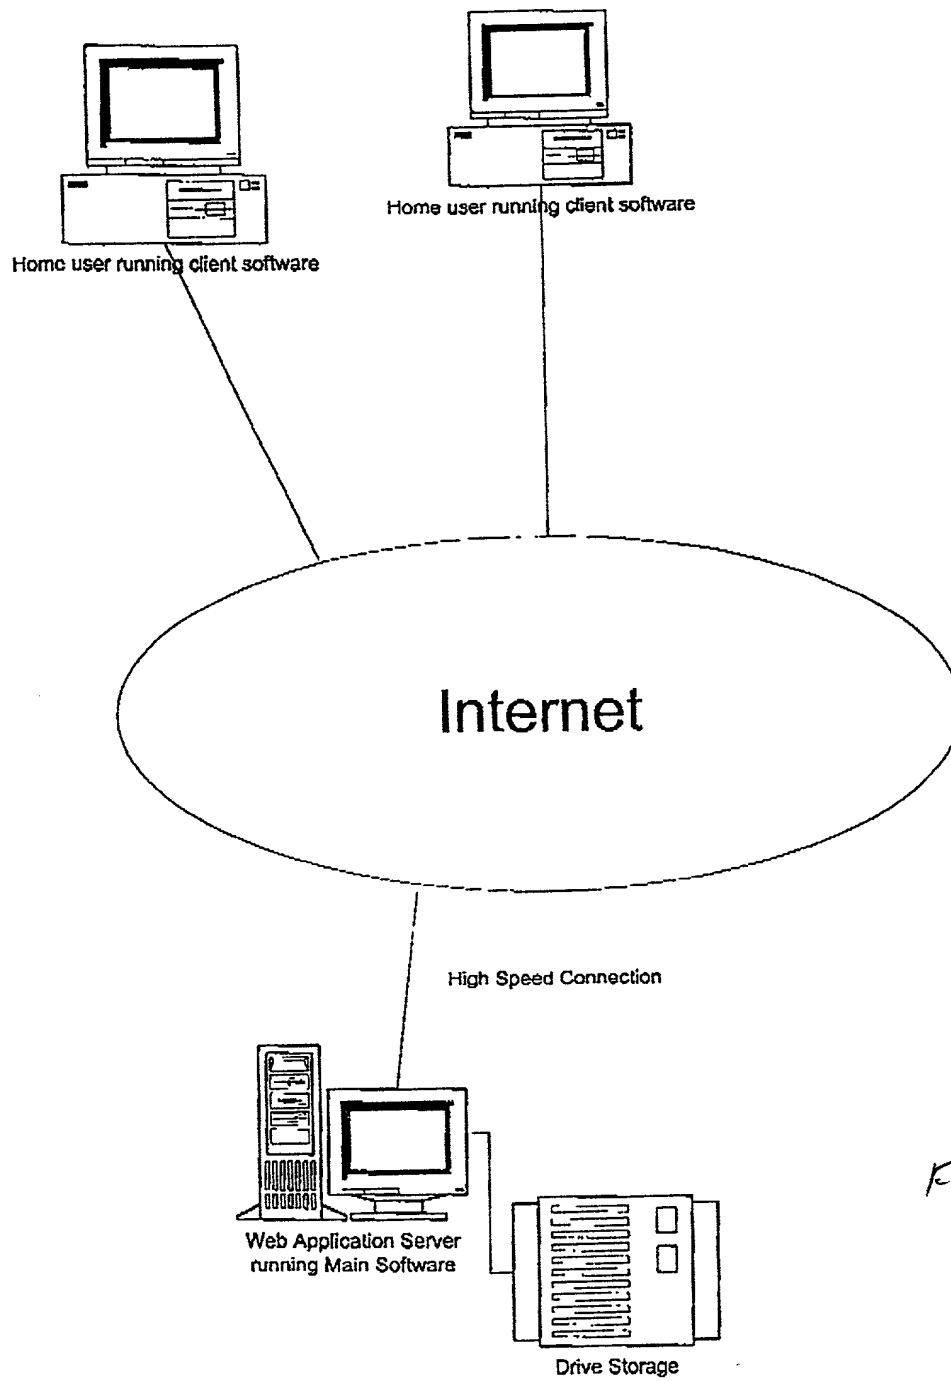 Home user running client software
Home user running client software
Internet
High Speed Connection
Web Application Server
running Main Software
Drive Storage